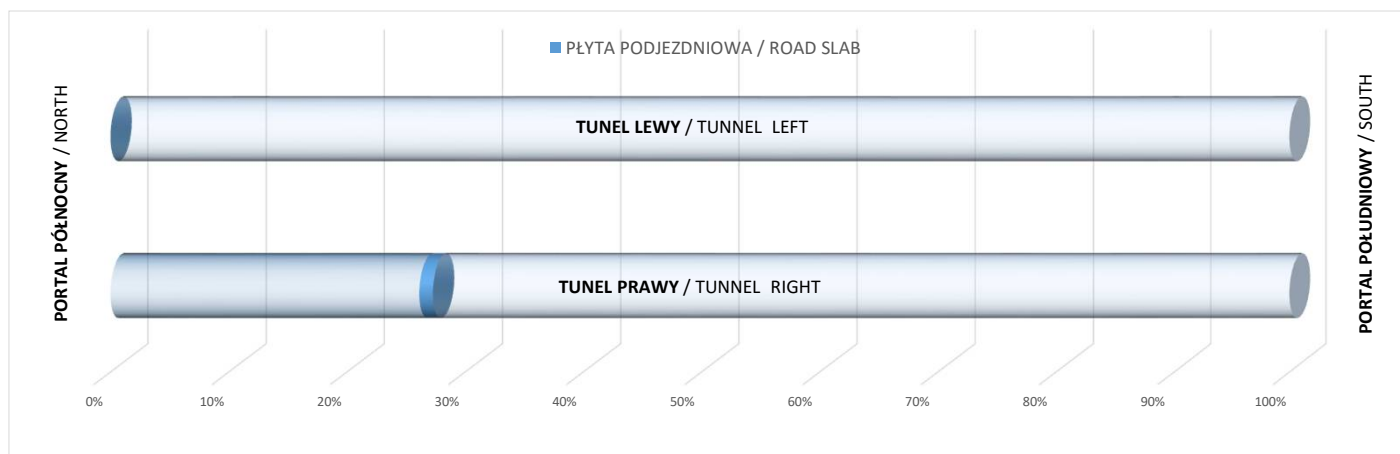 PŁYTA PODJEZDNIOWA / ROAD SLAB
PORTAL PÓŁNOCNY / NORTH
TUNEL LEWY / TUNNEL LEFT
TUNEL PRAWY / TUNNEL RIGHT
PORTAL POŁUDNIOWY / SOUTH
0% 10% 20% 30% 40% 50% 60% 70% 80% 90% 100%